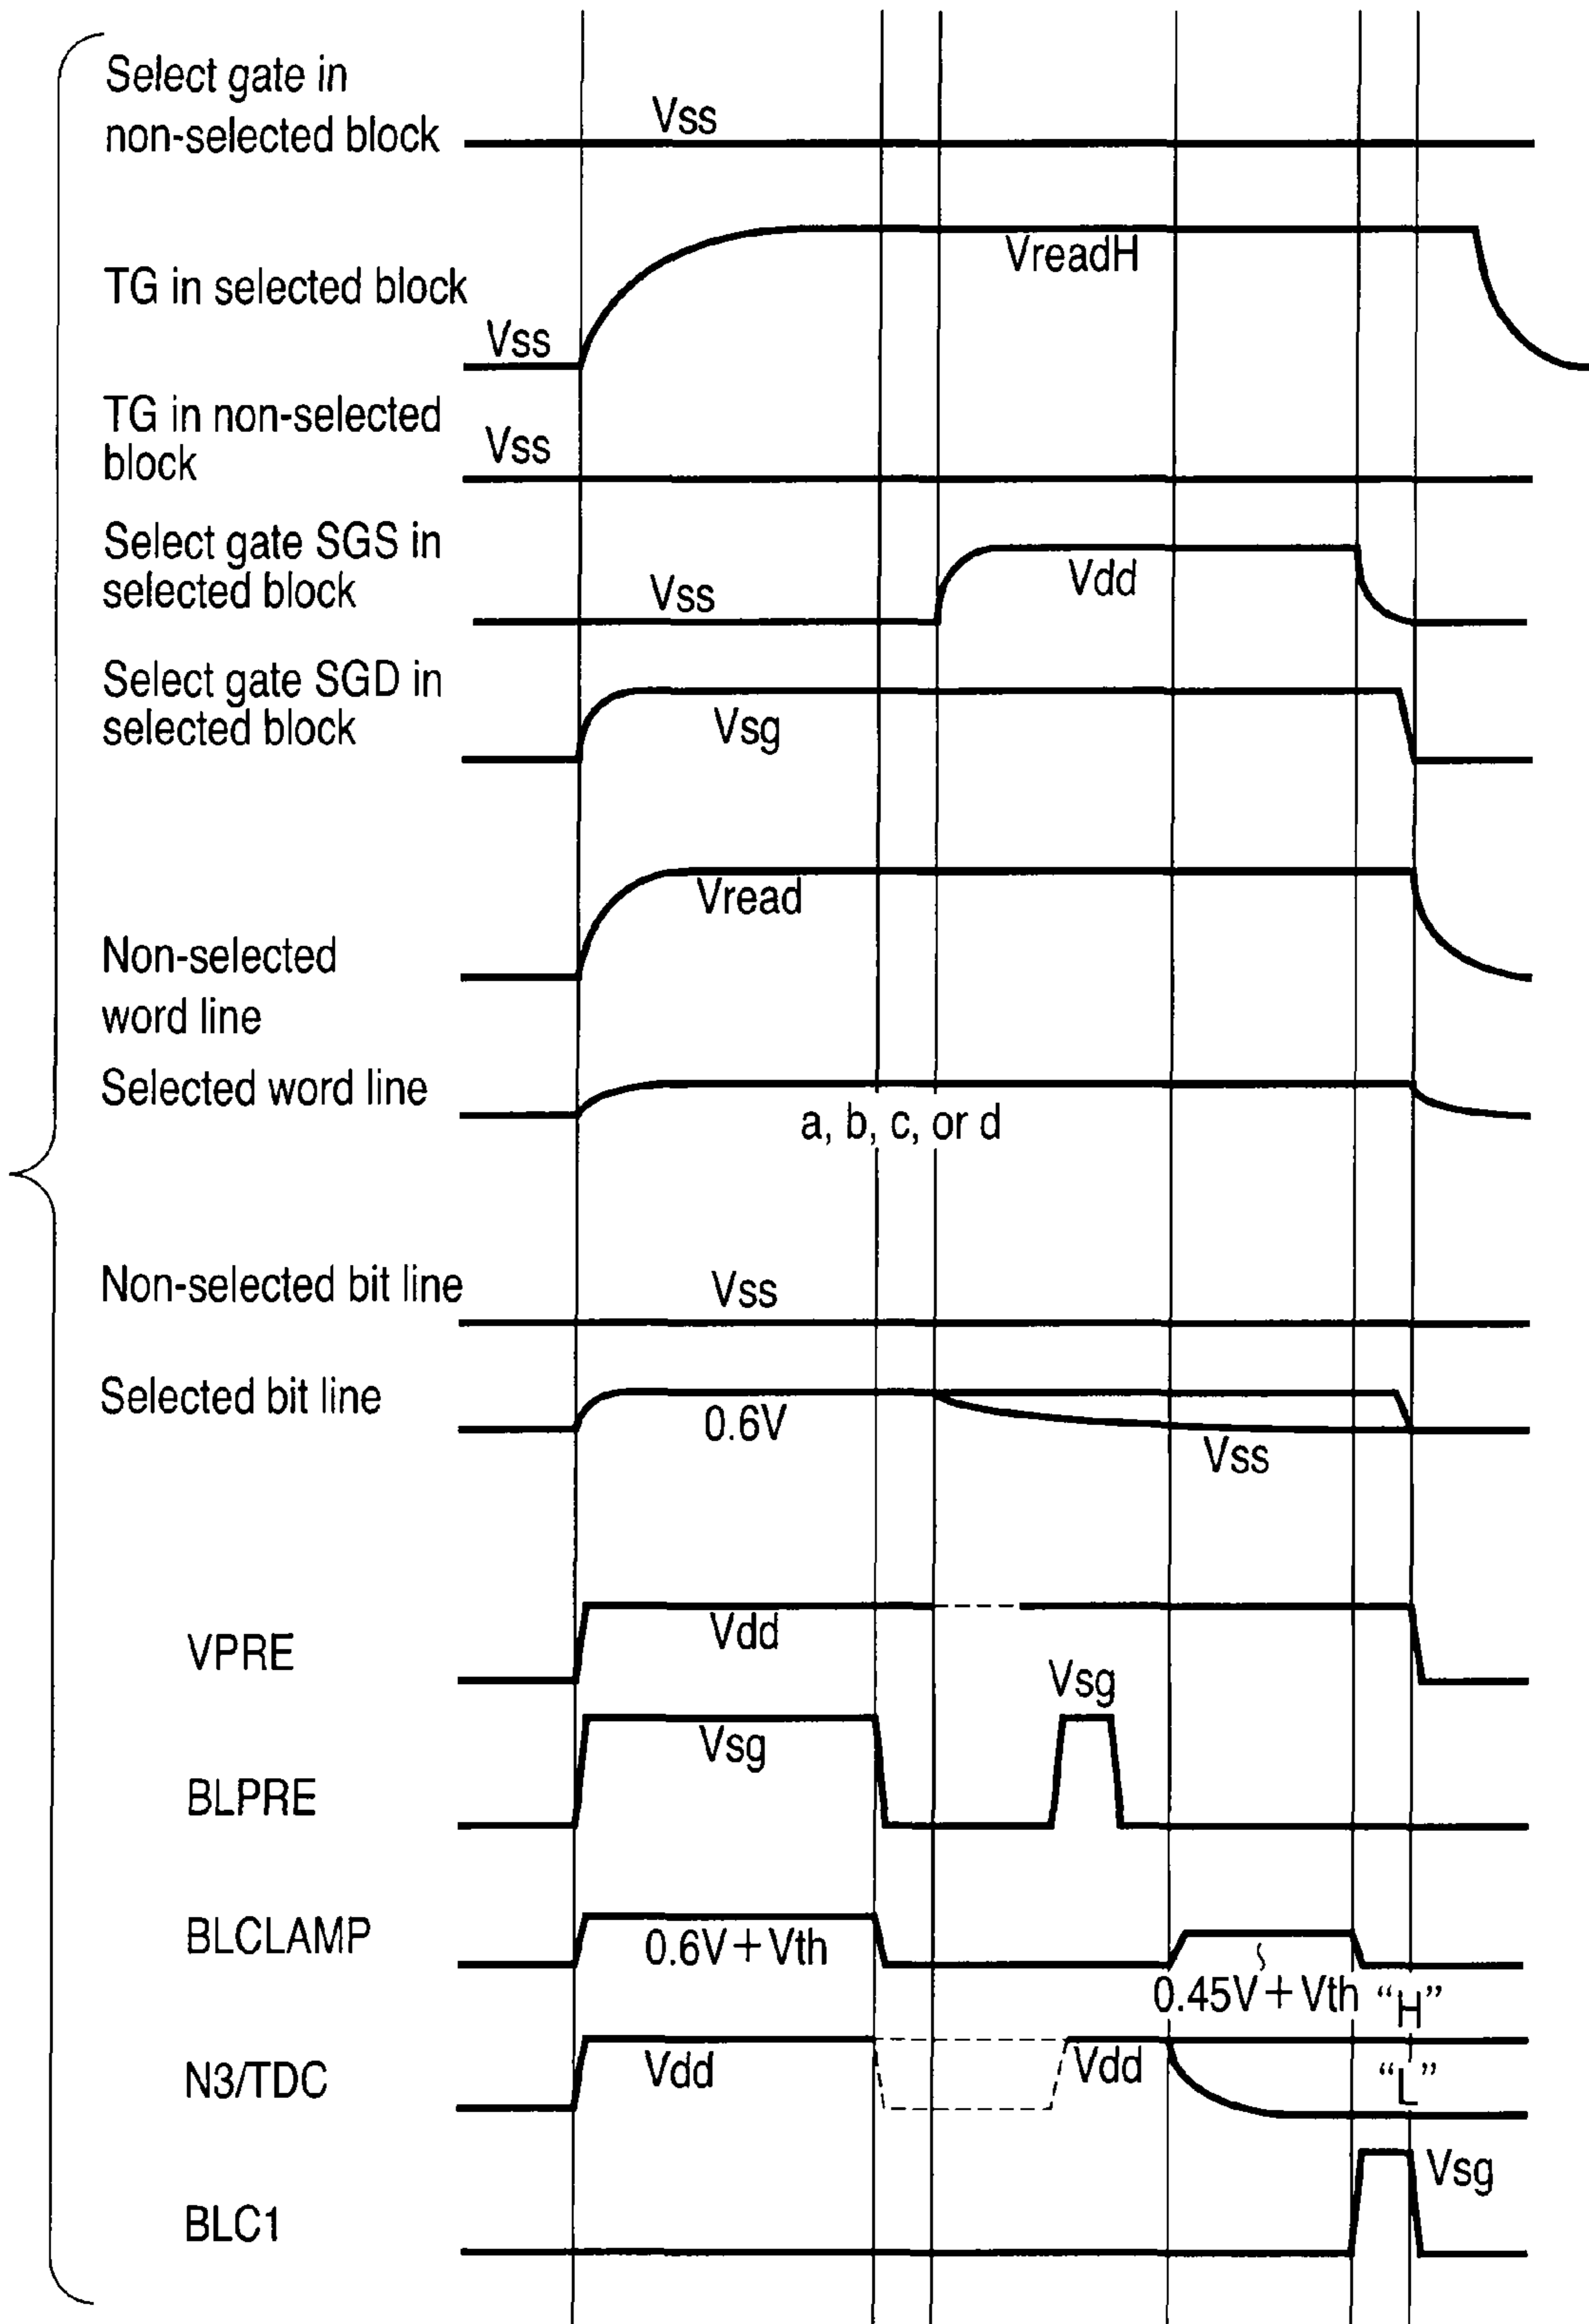 Select gate in
non-selected block
Vss
TG in selected block
VreadH
Vss
TG in non-selected
block
Vss
Select gate SGS in
selected block
Vss
Vdd
Select gate SGD in
selected block
Vsg
Vread
Non-selected
word line
Selected word line
a, b, c, or d
Non-selected bit line
Vss
Selected bit line
0.6V
Vss
VPRE
Vdd
Vsg
BLPRE
Vsg
BLCLAMP
0.6V+Vth
0.45V+Vth
“H”
N3/TDC
Vdd
Vdd
“L”
Vsg
BLC1